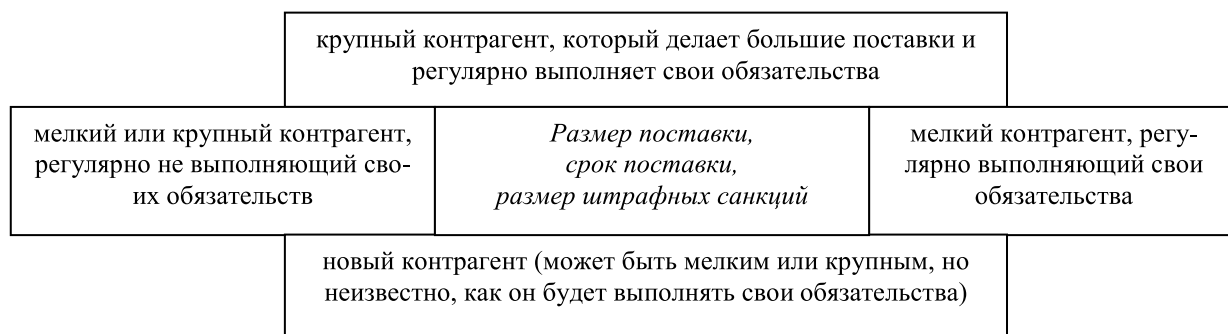 крупный контрагент, который делает большие поставки и
регулярно выполняет свои обязательства
мелкий или крупный контрагент,
регулярно не выполняющий сво-
их обязательств
Размер поставки,
срок поставки,
размер штрафных санкций
мелкий контрагент, регу-
лярно выполняющий свои
обязательства
новый контрагент (может быть мелким или крупным, но
неизвестно, как он будет выполнять свои обязательства)